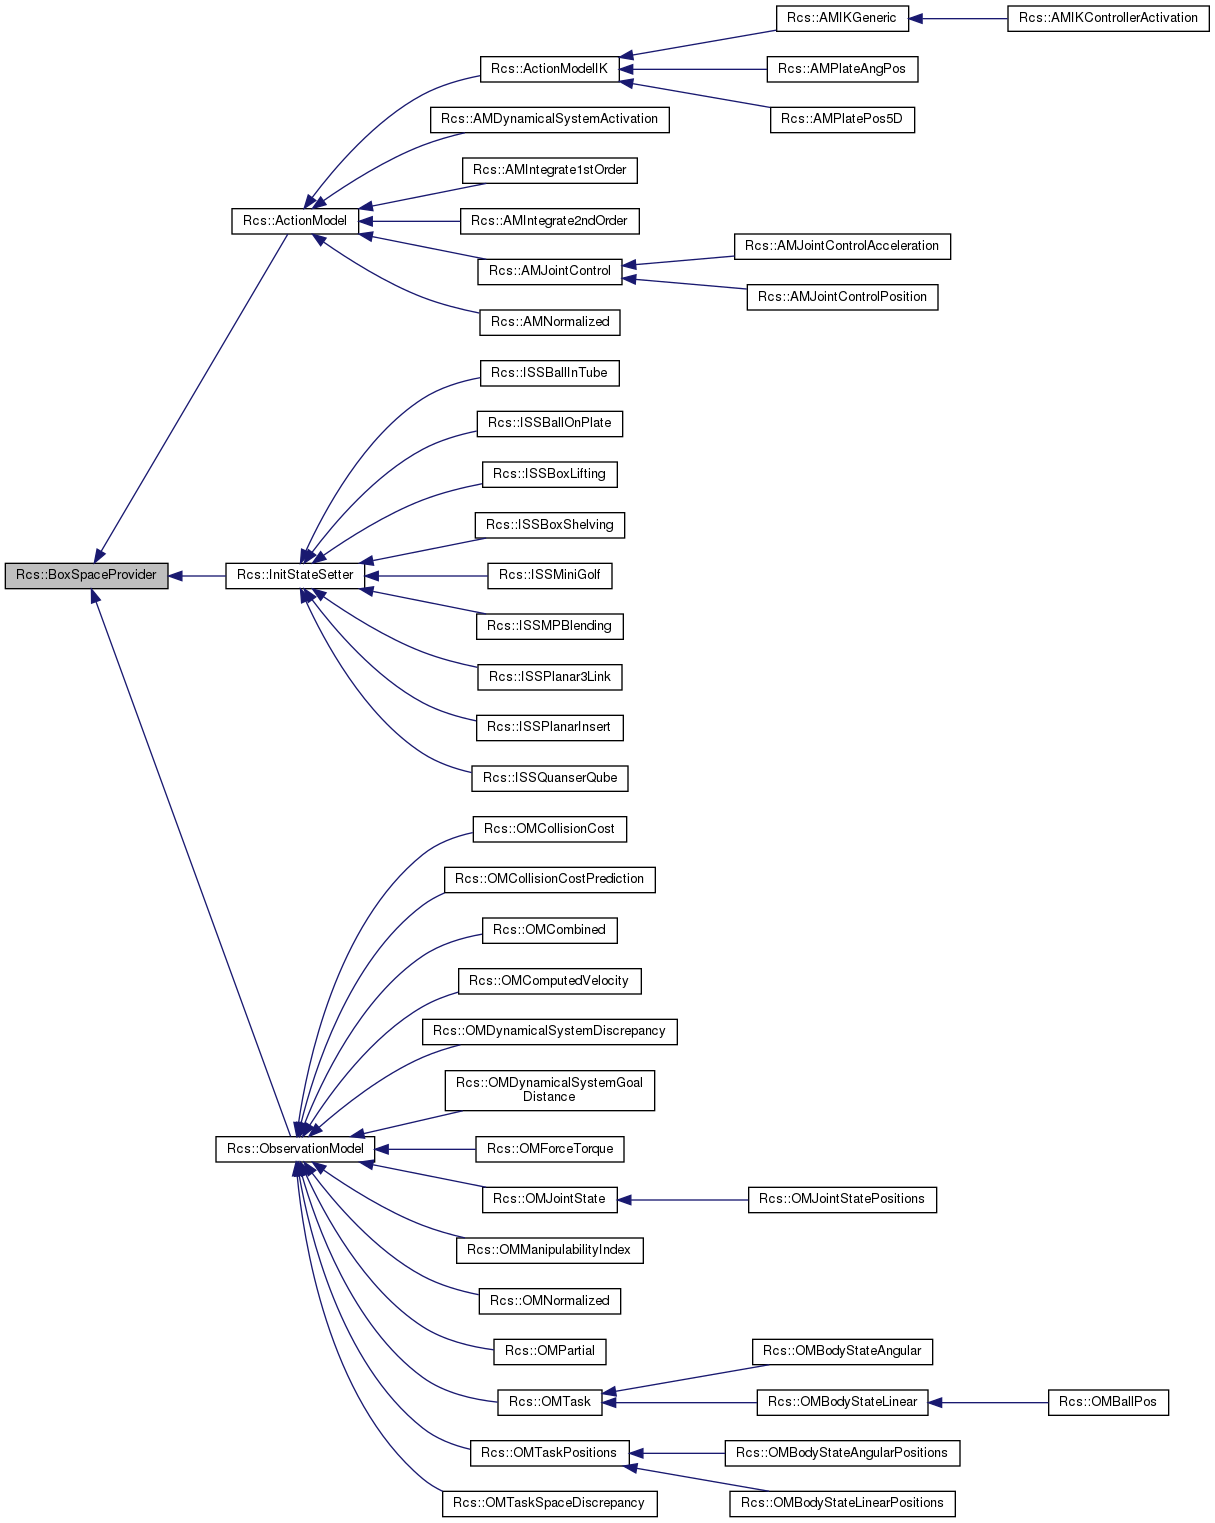 Rcs::AMIKGeneric
Rcs::AMIKControllerActivation
Rcs::ActionModelIK
Rcs::AMPlateAngPos
Rcs::AMPlatePos5D
Rcs::AMDynamicalSystemActivation
Rcs::AMIntegrate1stOrder
Rcs::ActionModel
Rcs::AMIntegrate2ndOrder
Rcs::AMJointControlAcceleration
Rcs::AMJointControl
Rcs::AMJointControlPosition
Rcs::AMNormalized
Rcs::ISSBallInTube
Rcs::ISSBallOnPlate
Rcs::ISSBoxLifting
Rcs::ISSBoxShelving
Rcs::BoxSpaceProvider
Rcs::InitStateSetter
Rcs::ISSMiniGolf
Rcs::ISSMPBlending
Rcs::ISSPlanar3Link
Rcs::ISSPlanarInsert
Rcs::ISSQuanserQube
Rcs::OMCollisionCost
Rcs::OMCollisionCostPrediction
Rcs::OMCombined
Rcs::OMComputedVelocity
Rcs::OMDynamicalSystemDiscrepancy
Rcs::OMDynamicalSystemGoal
Distance
Rcs::ObservationModel
Rcs::OMForceTorque
Rcs::OMJointState
Rcs::OMJointStatePositions
Rcs::OMManipulabilityIndex
Rcs::OMNormalized
Rcs::OMPartial
Rcs::OMBodyStateAngular
Rcs::OMTask
Rcs::OMBodyStateLinear
Rcs::OMBallPos
Rcs::OMTaskPositions
Rcs::OMBodyStateAngularPositions
Rcs::OMTaskSpaceDiscrepancy
Rcs::OMBodyStateLinearPositions